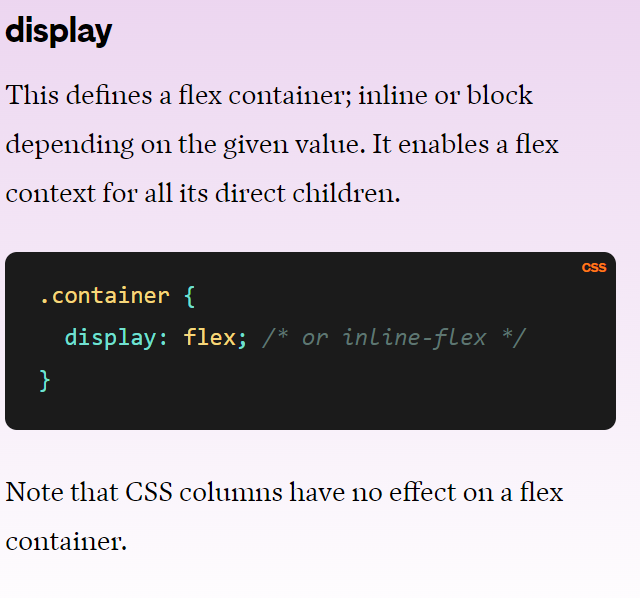 display
This defines a flex container; inline or block
depending on the given value. It enables a flex
context for all its direct children.
CSS
.container {
  display: flex; /* or inline-flex */
}
Note that CSS columns have no effect on a flex
container.